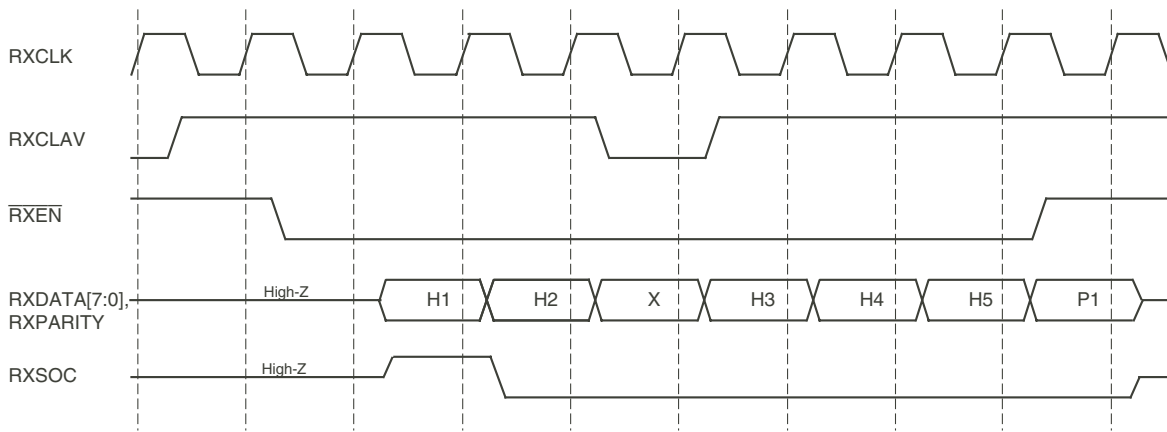 RXCLK
RXCLAV
RXEN
RXDATA[7:0],
RXPARITY
High-Z
H1
H2
X
H3
H4
H5
P1
RXSOC
High-Z